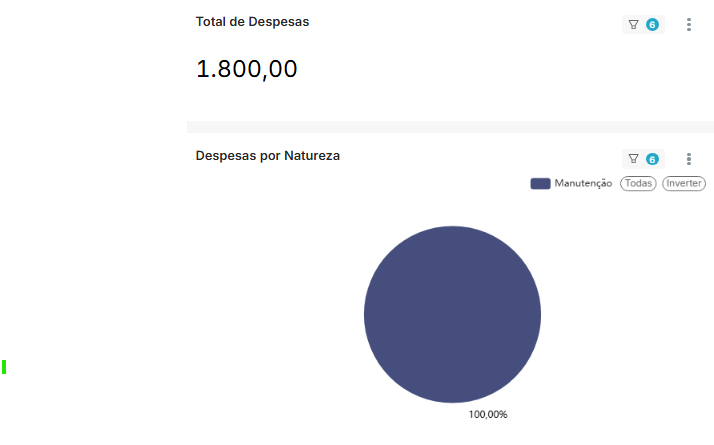 Total de Despesas
6
1.800,00
Despesas por Natureza
6
Manutenção Todas Inverter
100,00%